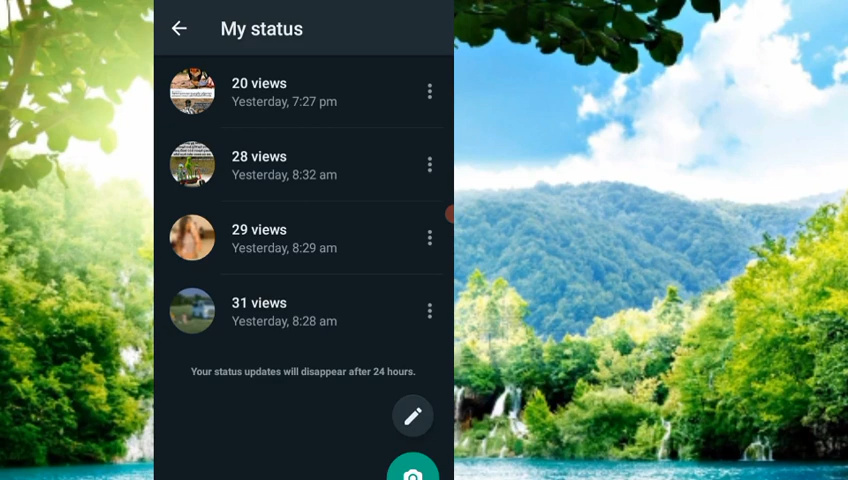 My status
20 views
Yesterday, 7:27 pm
28 views
Yesterday, 8:32 am
29 views
Yesterday, 8:29 am
31 views
Yesterday, 8:28 am
Your status updates will disappear after 24 hours.